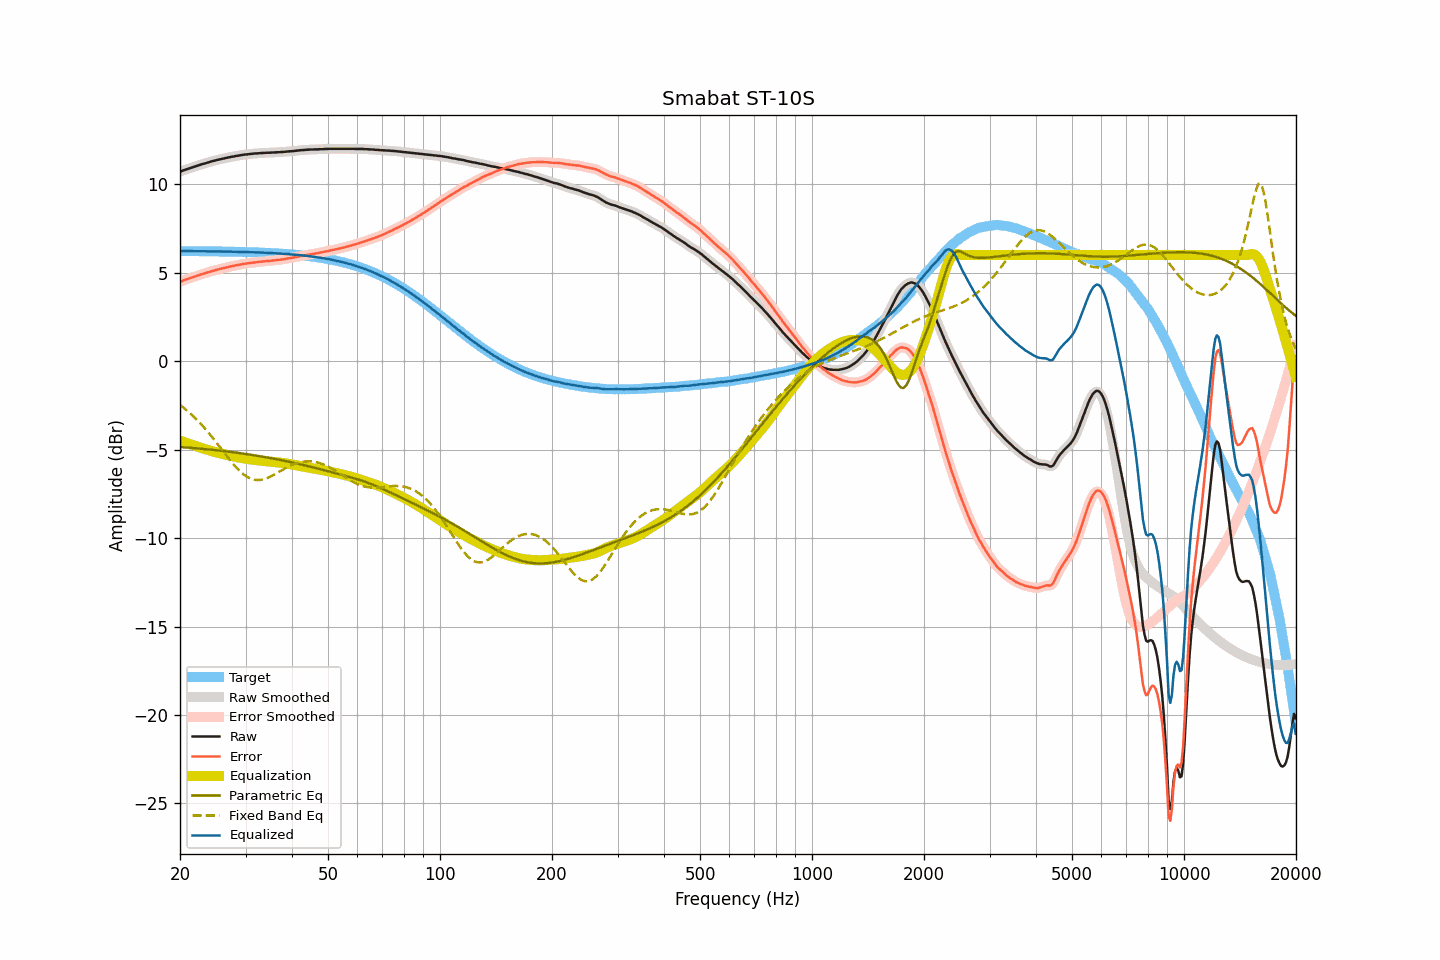 Smabat ST-10S
Amplitude (dBr)
10
5
0
−5
−10
−15
−20
−25
Target
Raw Smoothed
Error Smoothed
Raw
Error
Equalization
Parametric Eq
Fixed Band Eq
Equalized
20 50 100 200 500 1000 2000 5000 10000 20000
Frequency (Hz)